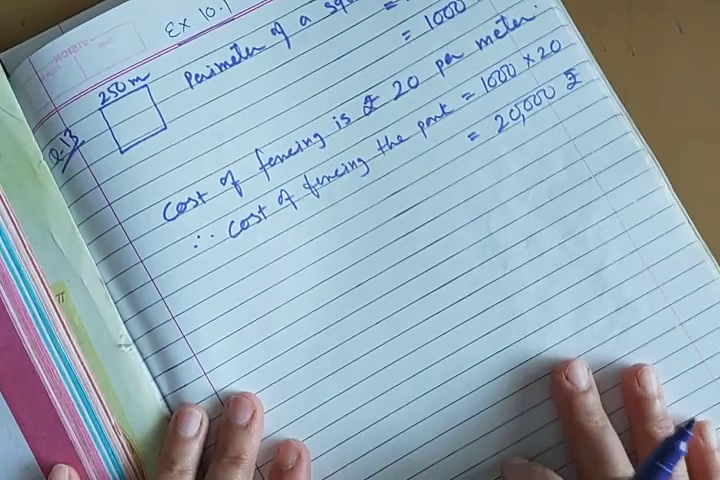 Ex 10.1
Perimeter of a squ =
= 1000
250 m
Q.13
Cost of fencing is ₹ 20 per meter.
∴ Cost of fencing the park = 1000 × 20
= 20,000 ₹
π